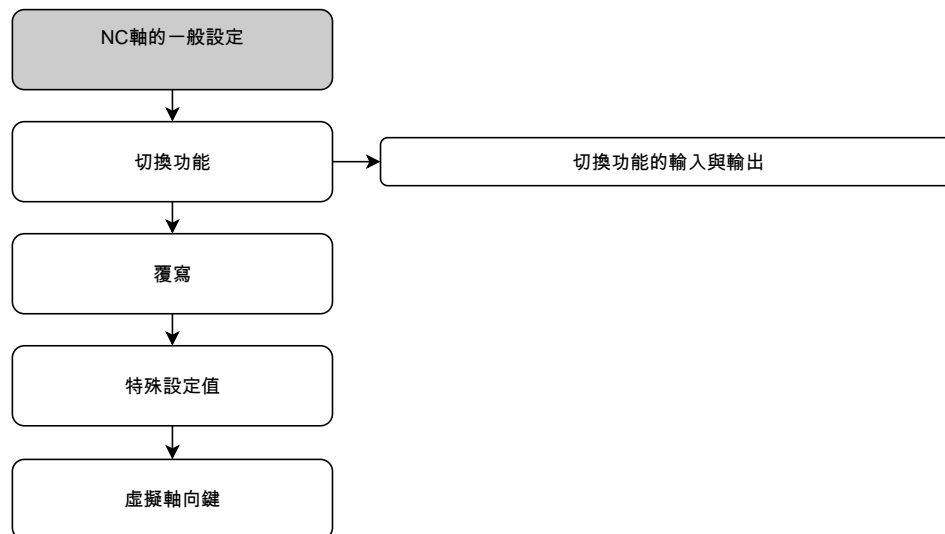 NC軸的一般設定
切換功能
切換功能的輸入與輸出
覆寫
特殊設定值
虛擬軸向鍵